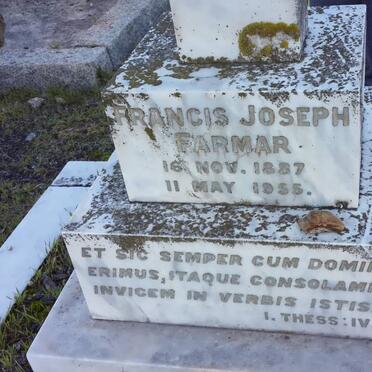 FRANCIS JOSEPH
FARMAR
16 NOV. 1887
11 MAY 1955.
ET SIC SEMPER CUM DOMI
ERIMUS, ITAQUE CONSOLAM
INVICEM IN VERBIS ISTIS
I. THESS: IV